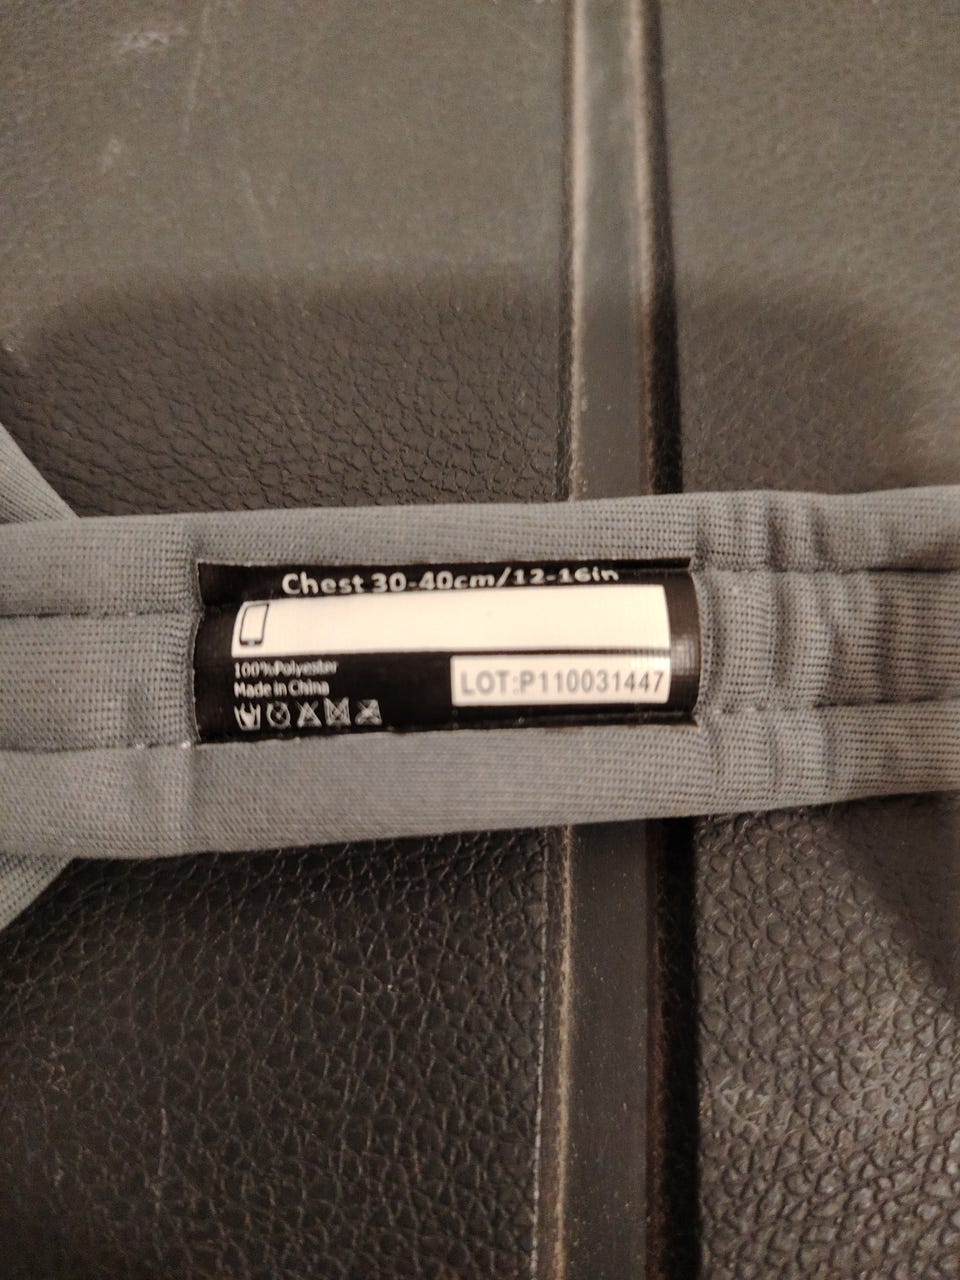 Chest 30-40cm/12-16in
100%Polyester
Made in China
LOT:P110031447